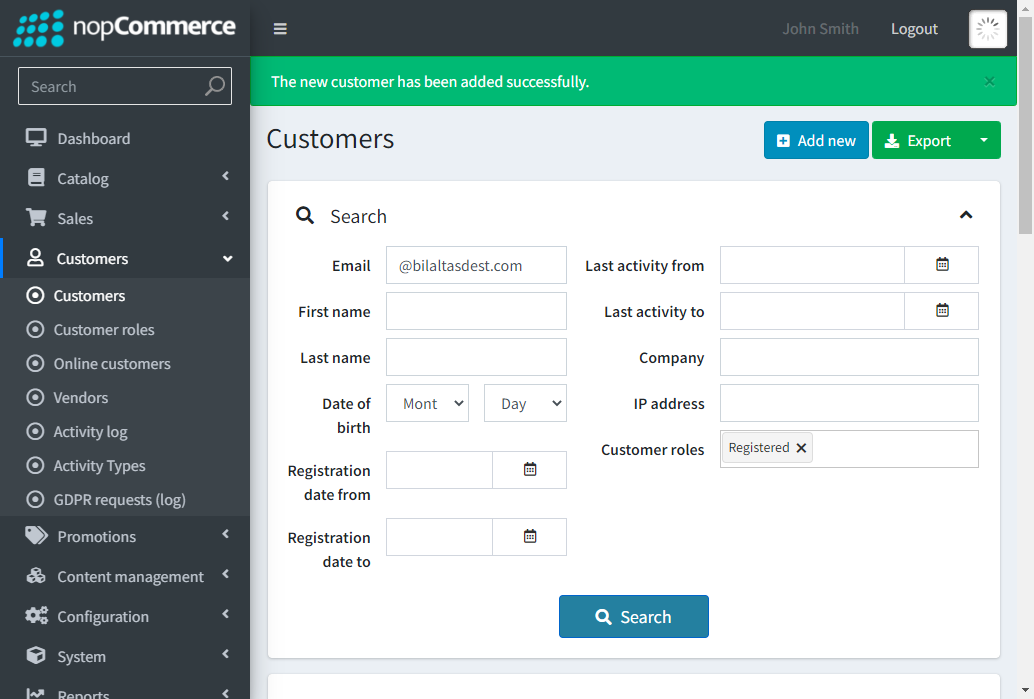 nopCommerce
John Smith
Logout
Search
The new customer has been added successfully.
×
Dashboard
Catalog
Sales
Customers
Customers
Customer roles
Online customers
Vendors
Activity log
Activity Types
GDPR requests (log)
Promotions
Content management
Configuration
System
Reports
Customers
Add new
Export
Search
Email
@bilaltasdest.com
First name
Last name
Date of
birth
Mont
Day
Registration
date from
Registration
date to
Last activity from
Last activity to
Company
IP address
Customer roles
Registered ×
Search